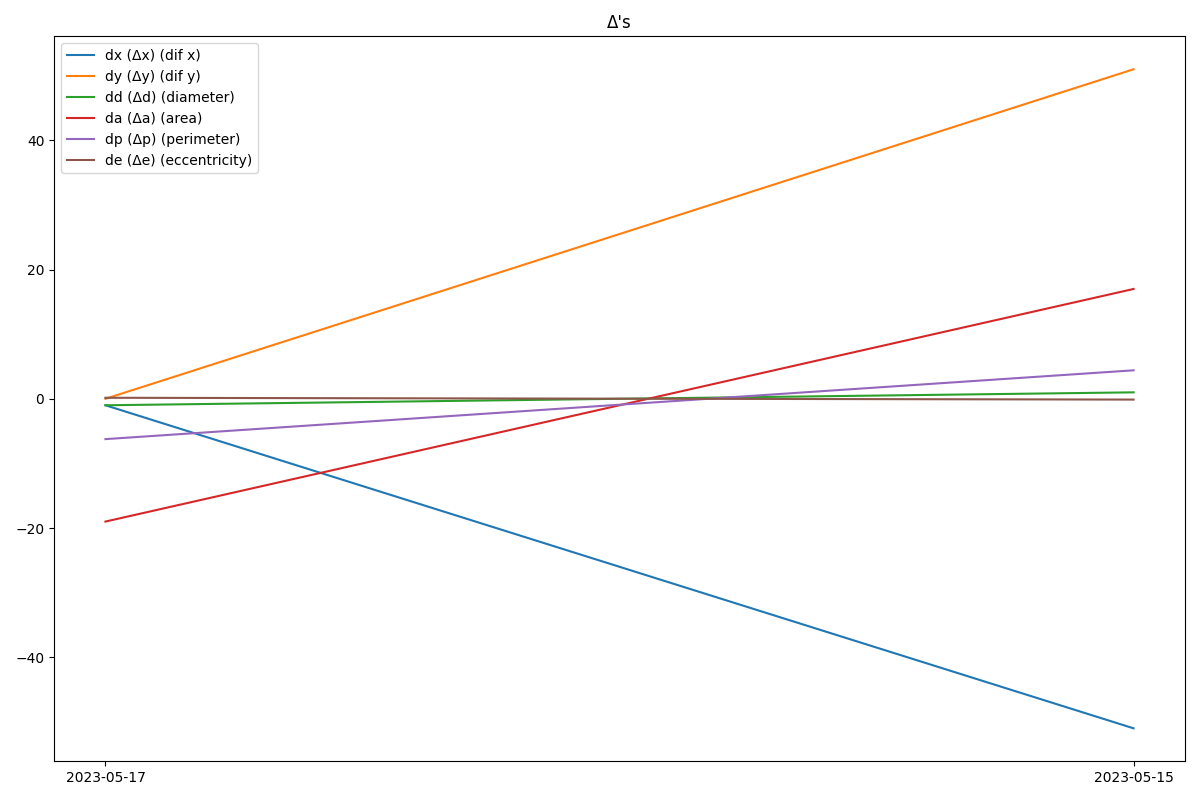 Δ's
dx (Δx) (dif x)
dy (Δy) (dif y)
dd (Δd) (diameter)
da (Δa) (area)
dp (Δp) (perimeter)
de (Δe) (eccentricity)
40
20
0
−20
−40
2023-05-17
2023-05-15